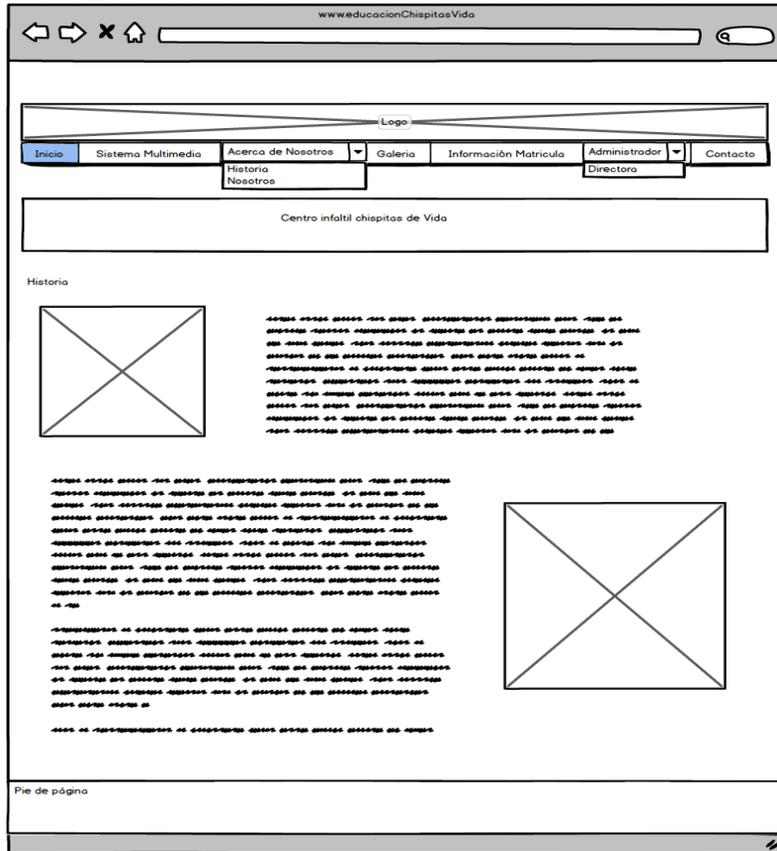 www.educacionChispitasVida
Logo
Inicio Sistema Multimedia Acerca de Nosotros Galeria Información Matricula Administrador Contacto
Historia Directora
Nosotros
Centro infaltil chispitas de Vida
Historia
Pie de página